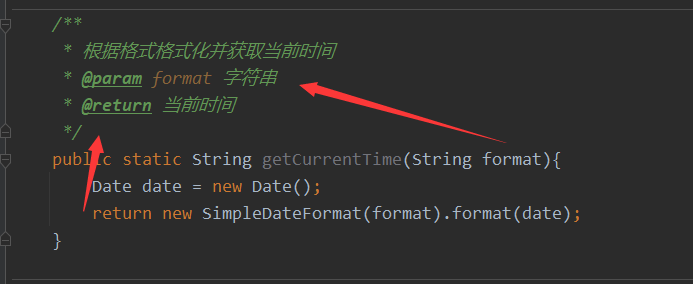 /**
* 根据格式格式化并获取当前时间
* @param format 字符串
* @return 当前时间
*/
public static String getCurrentTime(String format){
Date date = new Date();
return new SimpleDateFormat(format).format(date);
}